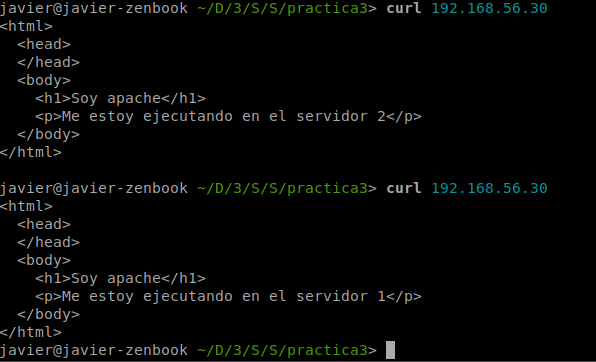 javier@javier-zenbook ~/D/3/S/S/practica3> curl 192.168.56.30
<html>
  <head>
  </head>
  <body>
    <h1>Soy apache</h1>
    <p>Me estoy ejecutando en el servidor 2</p>
  </body>
</html>

javier@javier-zenbook ~/D/3/S/S/practica3> curl 192.168.56.30
<html>
  <head>
  </head>
  <body>
    <h1>Soy apache</h1>
    <p>Me estoy ejecutando en el servidor 1</p>
  </body>
</html>
javier@javier-zenbook ~/D/3/S/S/practica3>